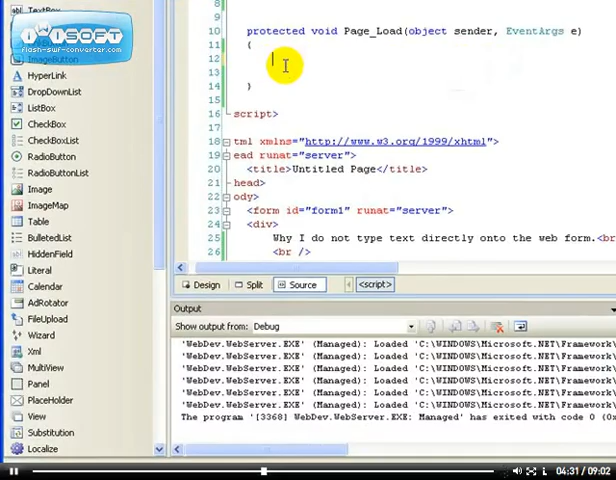 TextBox
iWiSOFT
flash-swf-converter.com
ImageButton
HyperLink
DropDownList
ListBox
CheckBox
CheckBoxList
RadioButton
RadioButtonList
Image
ImageMap
Table
BulletedList
HiddenField
Literal
Calendar
AdRotator
FileUpload
Wizard
Xml
MultiView
Panel
PlaceHolder
View
Substitution
Localize
8
9
10 protected void Page_Load(object sender, EventArgs e)
11 {
12
13
14 }
15
16 script>
17
18 tml xmlns="http://www.w3.org/1999/xhtml">
19 ead runat="server">
20 <title>Untitled Page</title>
21 head>
22 ody>
23 <form id="form1" runat="server">
24 <div>
25 Why I do not type text directly onto the web form.<br
26 <br />
Design Split Source <script>
Output
Show output from: Debug
'WebDev.WebServer.EXE' (Managed): Loaded 'C:\WINDOWS\Microsoft.NET\Framework\
'WebDev.WebServer.EXE' (Managed): Loaded 'C:\WINDOWS\Microsoft.NET\Framework\
'WebDev.WebServer.EXE' (Managed): Loaded 'C:\WINDOWS\Microsoft.NET\Framework\
'WebDev.WebServer.EXE' (Managed): Loaded 'C:\WINDOWS\Microsoft.NET\Framework\
'WebDev.WebServer.EXE' (Managed): Loaded 'C:\WINDOWS\Microsoft.NET\Framework\
'WebDev.WebServer.EXE' (Managed): Loaded 'C:\WINDOWS\Microsoft.NET\Framework\
The program '[3368] WebDev.WebServer.EXE: Managed' has exited with code 0 (0x
04:31 / 09:02